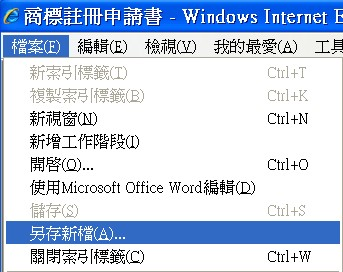 商標註冊申請書 - Windows Internet E
檔案(F) 編輯(E) 檢視(V) 我的最愛(A) 工具
新索引標籤(T) Ctrl+T
複製索引標籤(B) Ctrl+K
新視窗(N) Ctrl+N
新增工作階段(I)
開啓(O)... Ctrl+O
使用Microsoft Office Word編輯(D)
儲存(S) Ctrl+S
另存新檔(A)...
關閉索引標籤(C) Ctrl+W